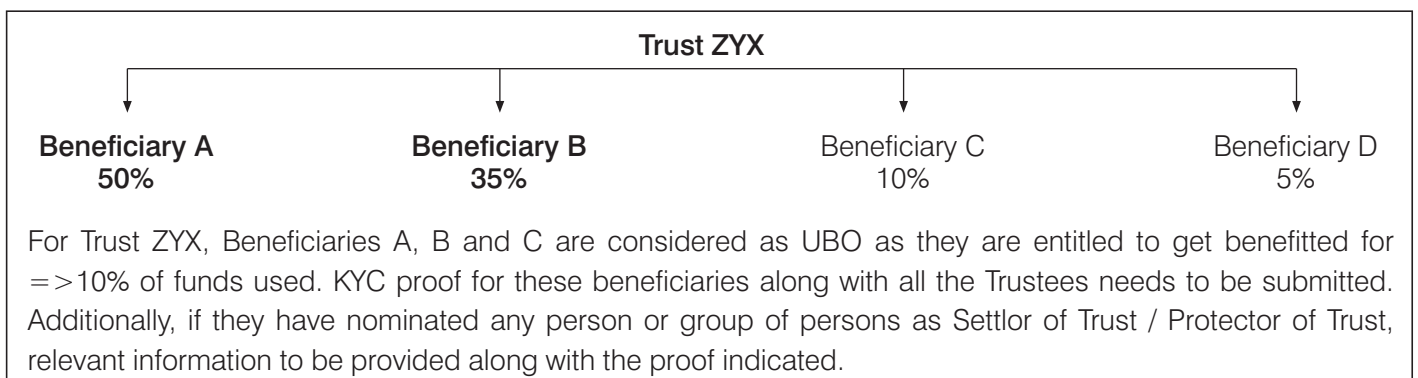 Trust ZYX
Beneficiary A Beneficiary B Beneficiary C Beneficiary D
50% 35% 10% 5%
For Trust ZYX, Beneficiaries A, B and C are considered as UBO as they are entitled to get benefitted for
=>10% of funds used. KYC proof for these beneficiaries along with all the Trustees needs to be submitted.
Additionally, if they have nominated any person or group of persons as Settlor of Trust / Protector of Trust,
relevant information to be provided along with the proof indicated.